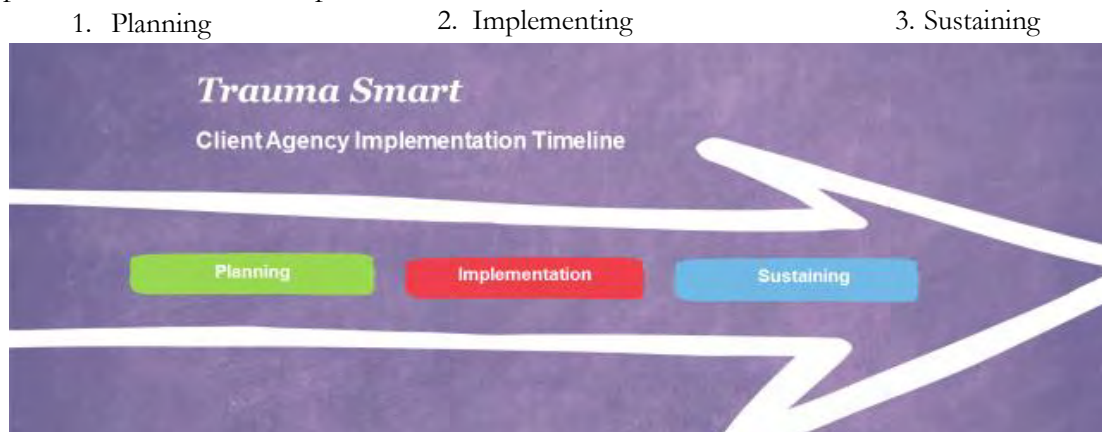 1. Planning 2. Implementing 3. Sustaining
Trauma Smart
Client Agency Implementation Timeline
Planning Implementation Sustaining